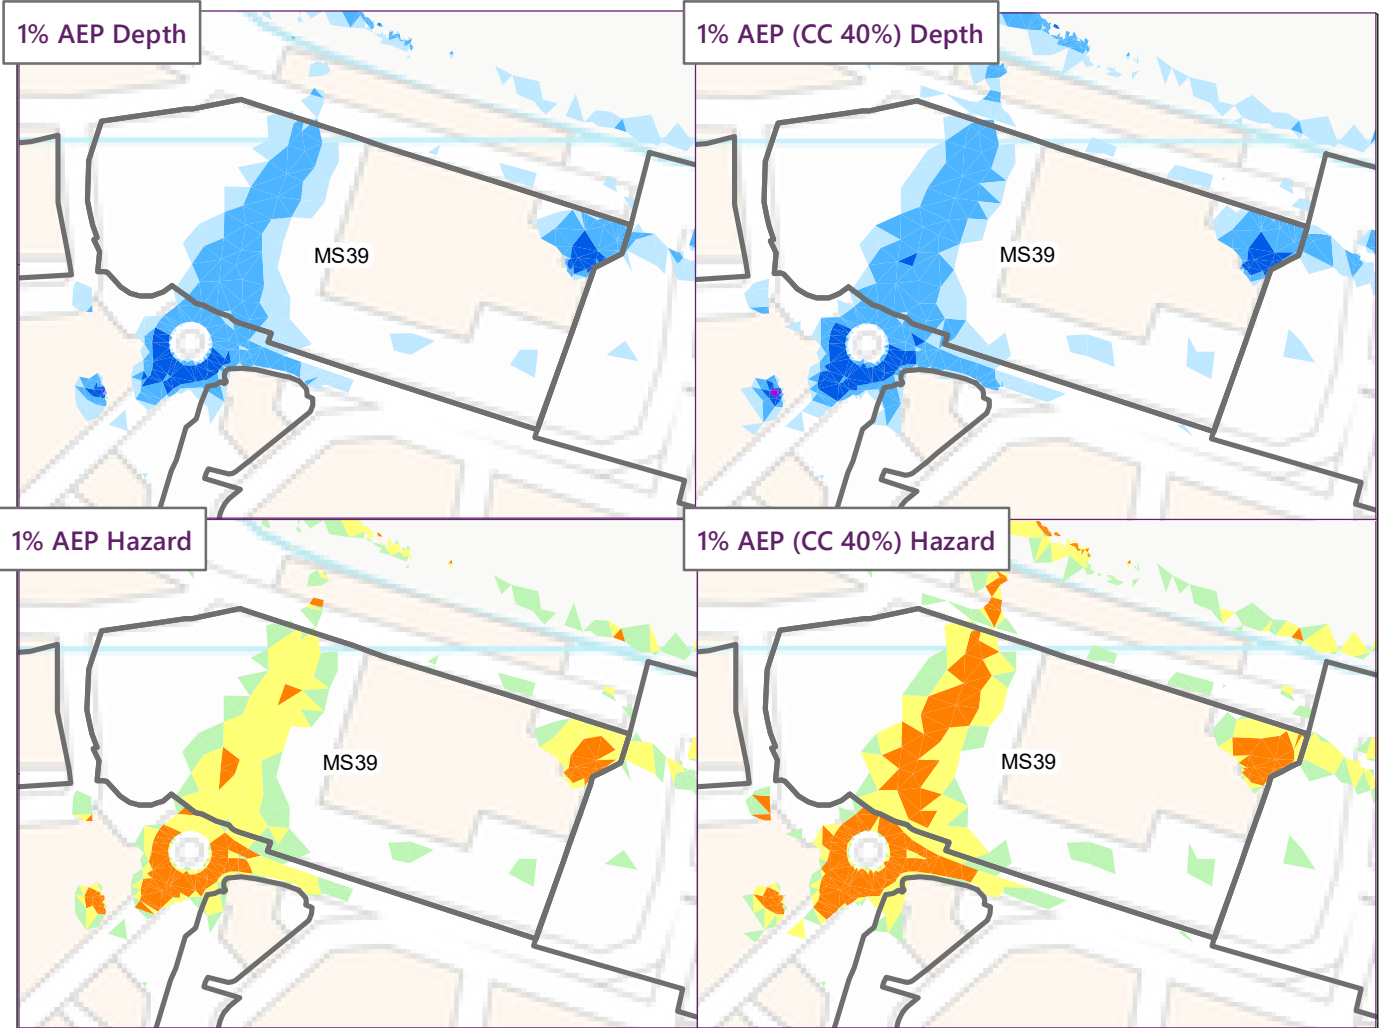 1% AEP Depth
1% AEP (CC 40%) Depth
MS39
MS39
1% AEP Hazard
1% AEP (CC 40%) Hazard
MS39
MS39